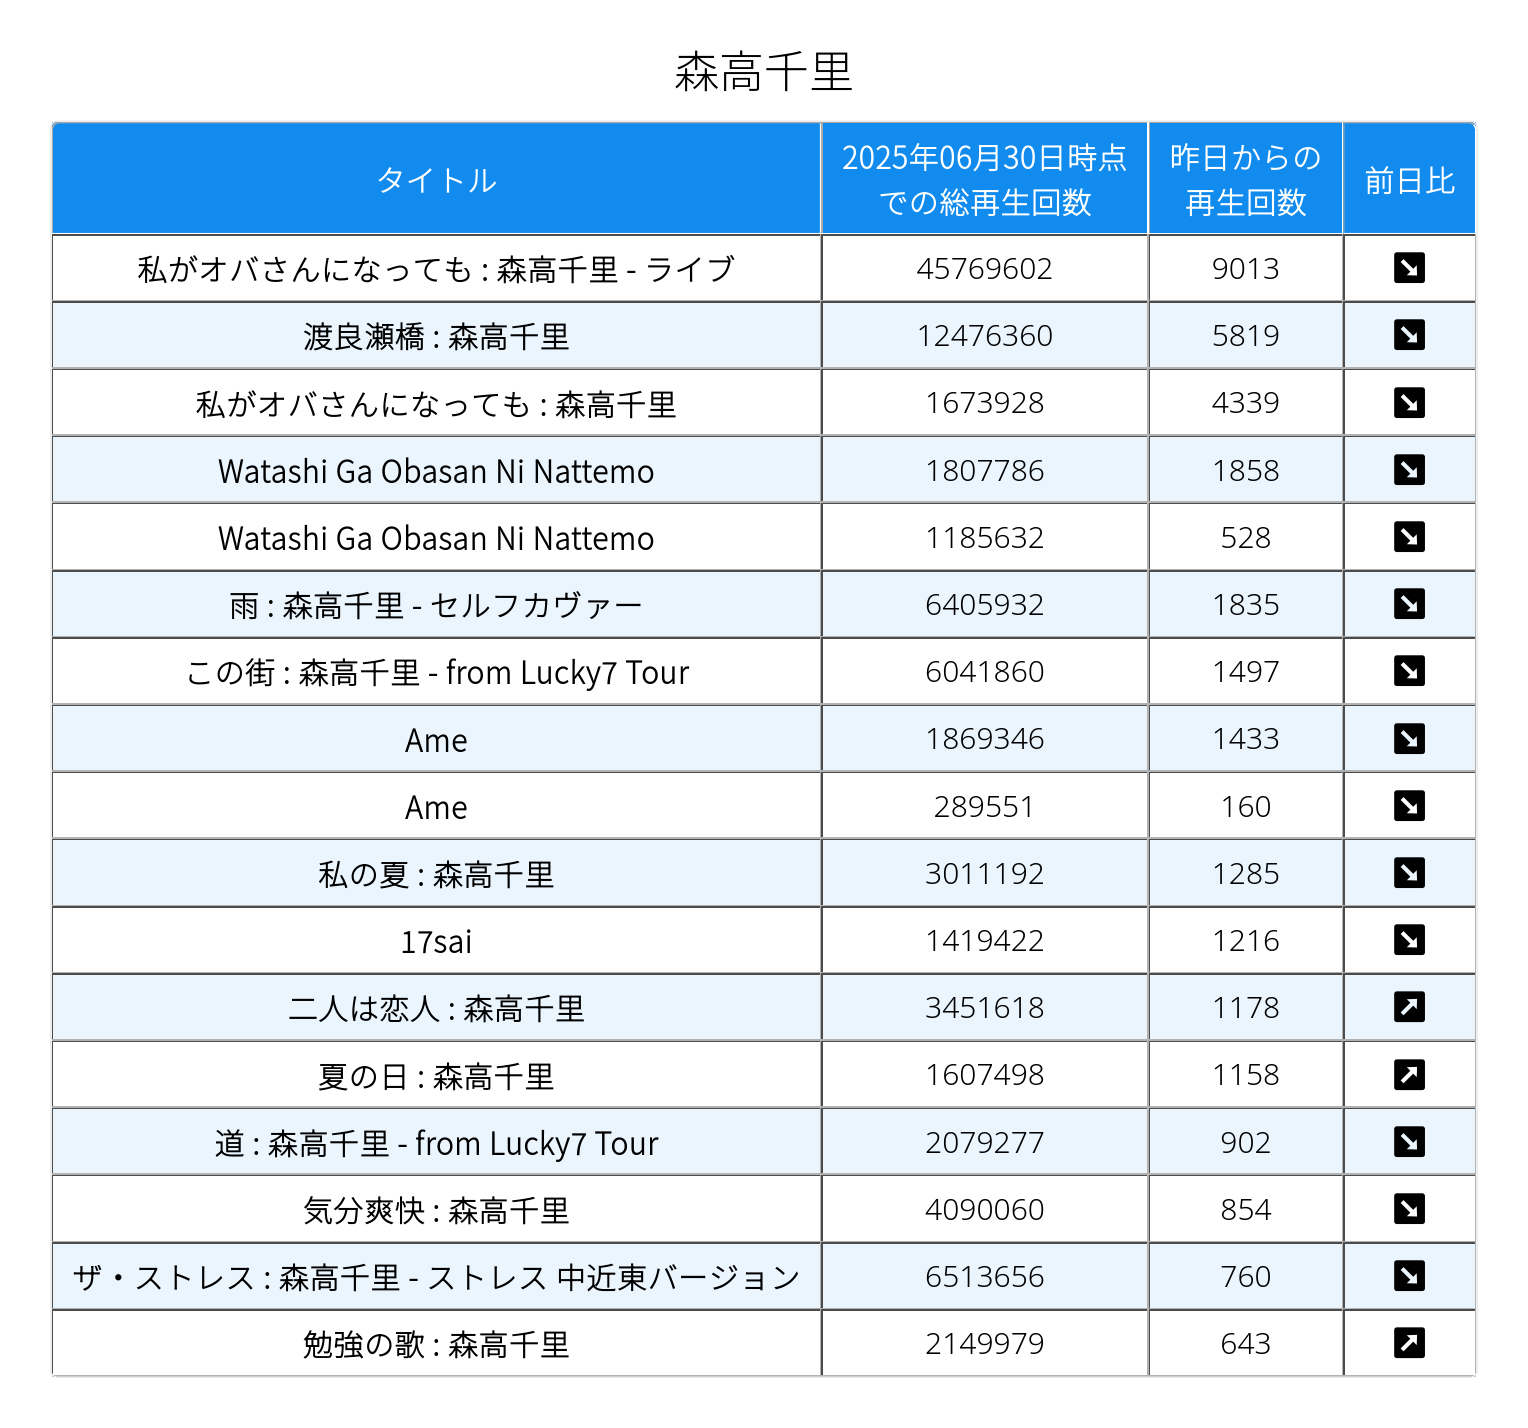 森高千里
タイトル
2025年06月30日時点
での総再生回数
昨日からの
再生回数
前日比
私がオバさんになっても : 森高千里 - ライブ 45769602 9013 ↘
渡良瀬橋 : 森高千里 12476360 5819 ↘
私がオバさんになっても : 森高千里 1673928 4339 ↘
Watashi Ga Obasan Ni Nattemo 1807786 1858 ↘
Watashi Ga Obasan Ni Nattemo 1185632 528 ↘
雨 : 森高千里 - セルフカヴァー 6405932 1835 ↘
この街 : 森高千里 - from Lucky7 Tour 6041860 1497 ↘
Ame 1869346 1433 ↘
Ame 289551 160 ↘
私の夏 : 森高千里 3011192 1285 ↘
17sai 1419422 1216 ↘
二人は恋人 : 森高千里 3451618 1178 ↗
夏の日 : 森高千里 1607498 1158 ↗
道 : 森高千里 - from Lucky7 Tour 2079277 902 ↘
気分爽快 : 森高千里 4090060 854 ↘
ザ・ストレス : 森高千里 - ストレス 中近東バージョン 6513656 760 ↘
勉強の歌 : 森高千里 2149979 643 ↗